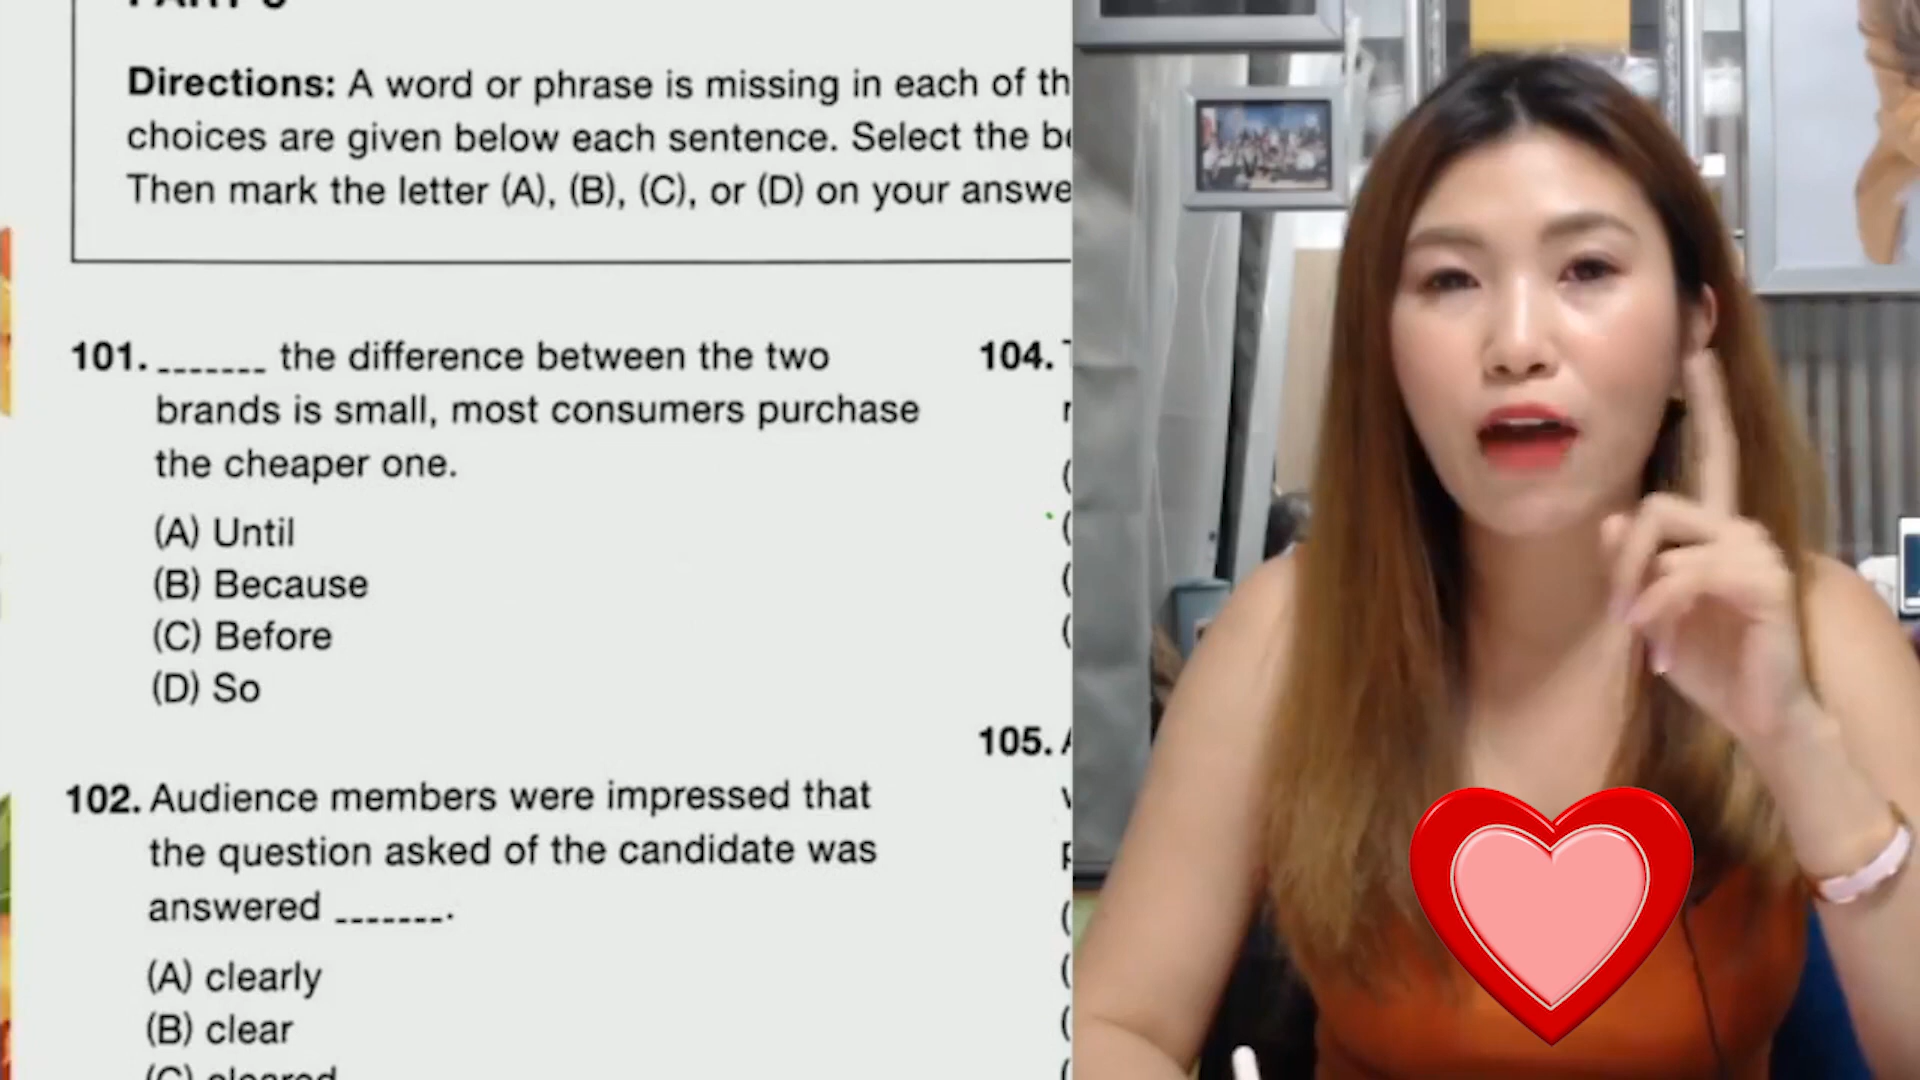 PART 5
Directions: A word or phrase is missing in each of th
choices are given below each sentence. Select the be
Then mark the letter (A), (B), (C), or (D) on your answe
101. _______ the difference between the two
brands is small, most consumers purchase
the cheaper one.
(A) Until
(B) Because
(C) Before
(D) So
102. Audience members were impressed that
the question asked of the candidate was
answered _______.
(A) clearly
(B) clear
(C) cleared
104.
105.